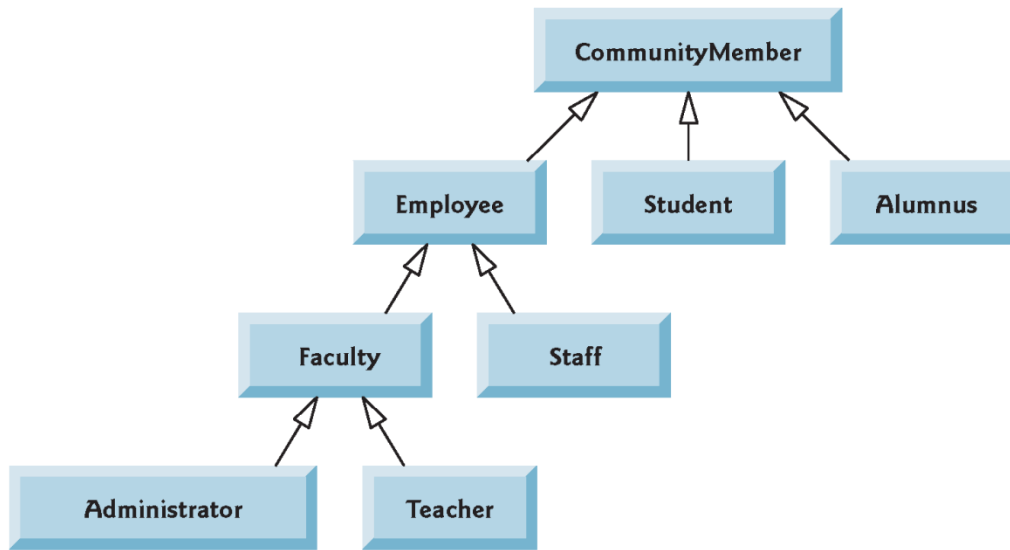 CommunityMember
Employee
Student
Alumnus
Faculty
Staff
Administrator
Teacher